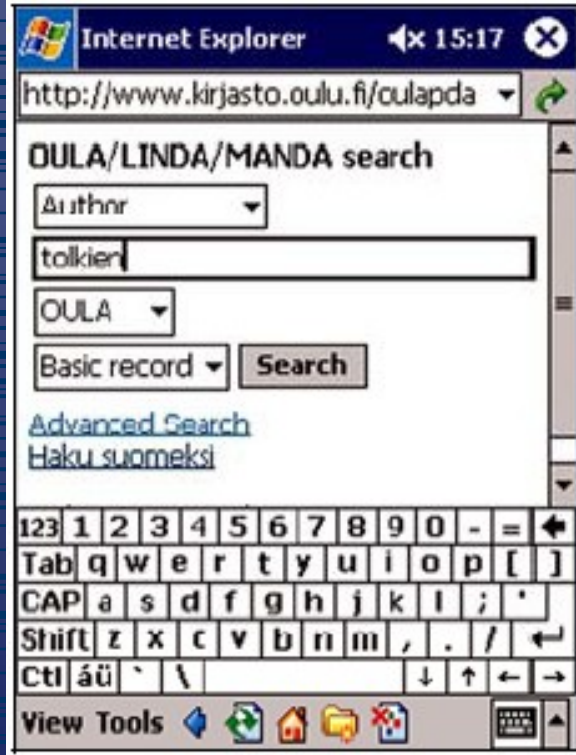 Internet Explorer 15:17
http://www.kirjasto.oulu.fi/oulapda
OULA/LINDA/MANDA search
Author
tolkien
OULA
Basic record Search
Advanced Search
Haku suomeksi
123 1 2 3 4 5 6 7 8 9 0 - =
Tab q w e r t y u i o p [ ]
CAP a s d f g h j k l ; '
Shift z x c v b n m , . /
Ctl áü ` \ ↓ ↑ ← →
View Tools